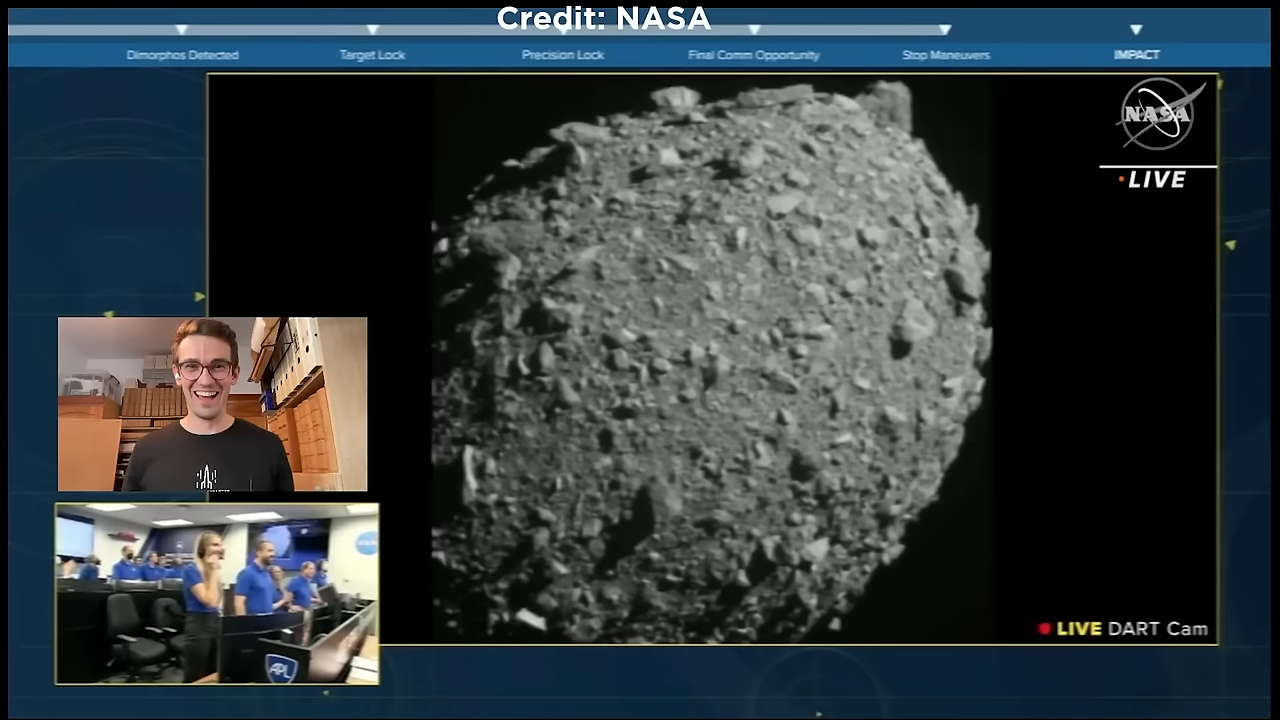 Credit: NASA
Dimorphos Detected
Target Lock
Precision Lock
Final Comm Opportunity
Stop Maneuvers
IMPACT
NASA
LIVE
LIVE DART Cam
APL